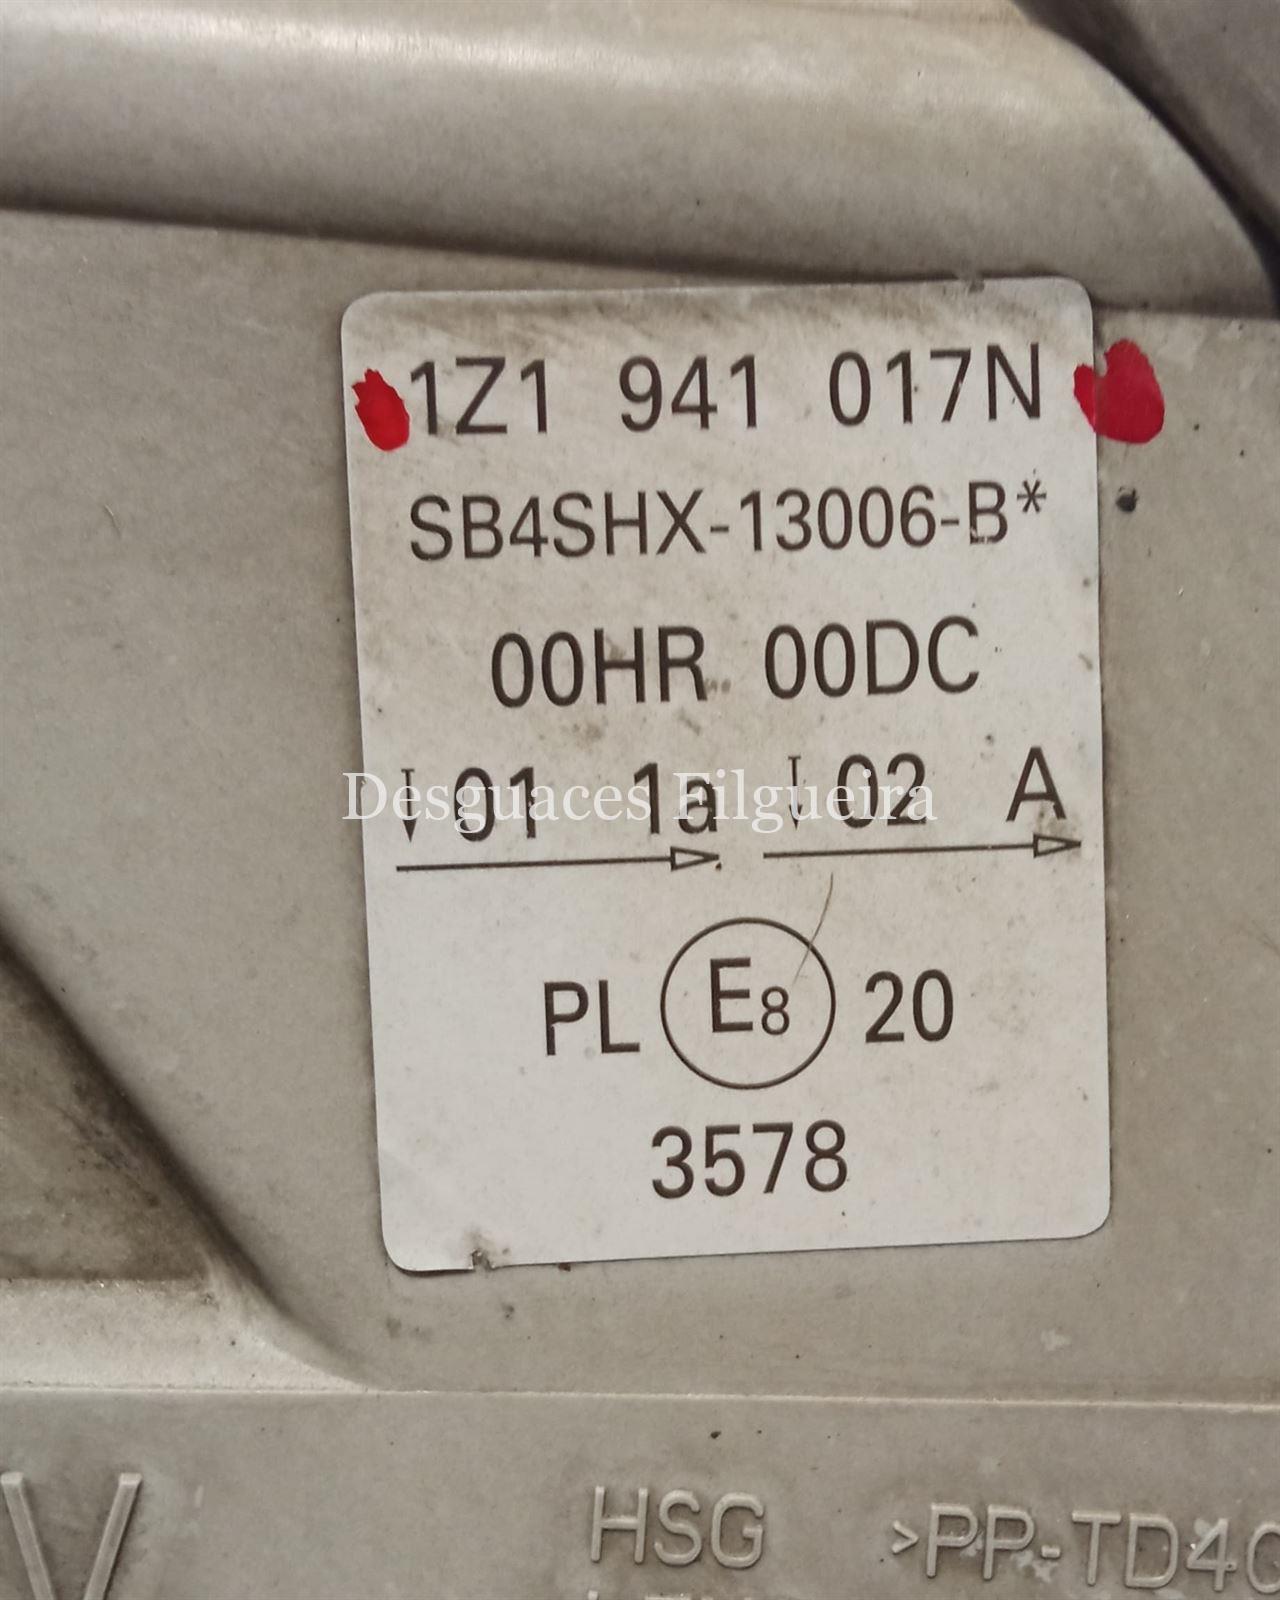 1Z1 941 017N
SB4SHX-13006-B*
00HR 00DC
01 1a 02 A
Desguaces Filgueira
PL E8 20
3578
V HSG >PP-TD40